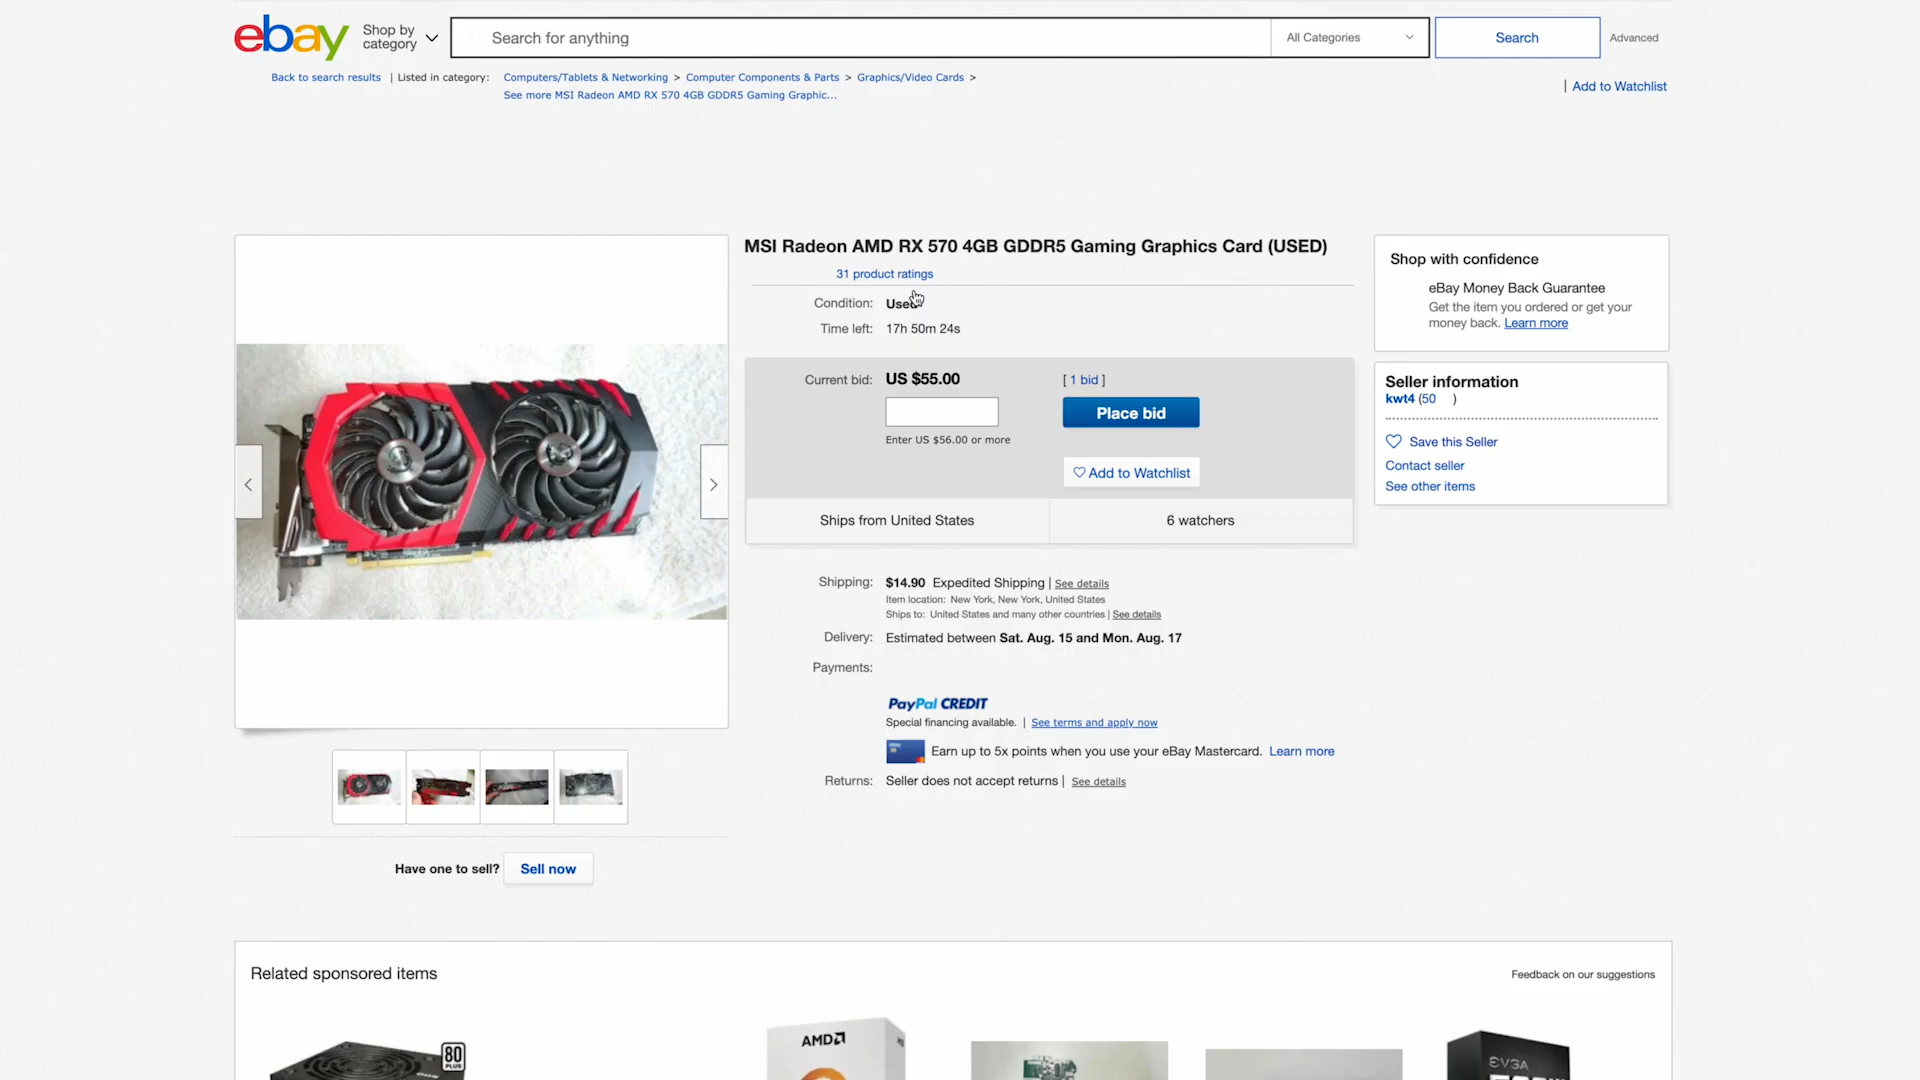 ebay
Shop by
category
Search for anything
All Categories
Search
Advanced
Back to search results | Listed in category: Computers/Tablets & Networking > Computer Components & Parts > Graphics/Video Cards >
See more MSI Radeon AMD RX 570 4GB GDDR5 Gaming Graphic...
| Add to Watchlist
MSI Radeon AMD RX 570 4GB GDDR5 Gaming Graphics Card (USED)
31 product ratings
Condition: Used
Time left: 17h 50m 24s
Current bid: US $55.00
[ 1 bid ]
Place bid
Enter US $56.00 or more
Add to Watchlist
Ships from United States
6 watchers
Shipping: $14.90 Expedited Shipping | See details
Item location: New York, New York, United States
Ships to: United States and many other countries | See details
Delivery: Estimated between Sat. Aug. 15 and Mon. Aug. 17
Payments:
PayPal CREDIT
Special financing available. | See terms and apply now
Earn up to 5x points when you use your eBay Mastercard. Learn more
Returns: Seller does not accept returns | See details
Shop with confidence
eBay Money Back Guarantee
Get the item you ordered or get your
money back. Learn more
Seller information
kwt4 (50 )
Save this Seller
Contact seller
See other items
Have one to sell? Sell now
Related sponsored items
Feedback on our suggestions
80
PLUS
AMD
EVGA